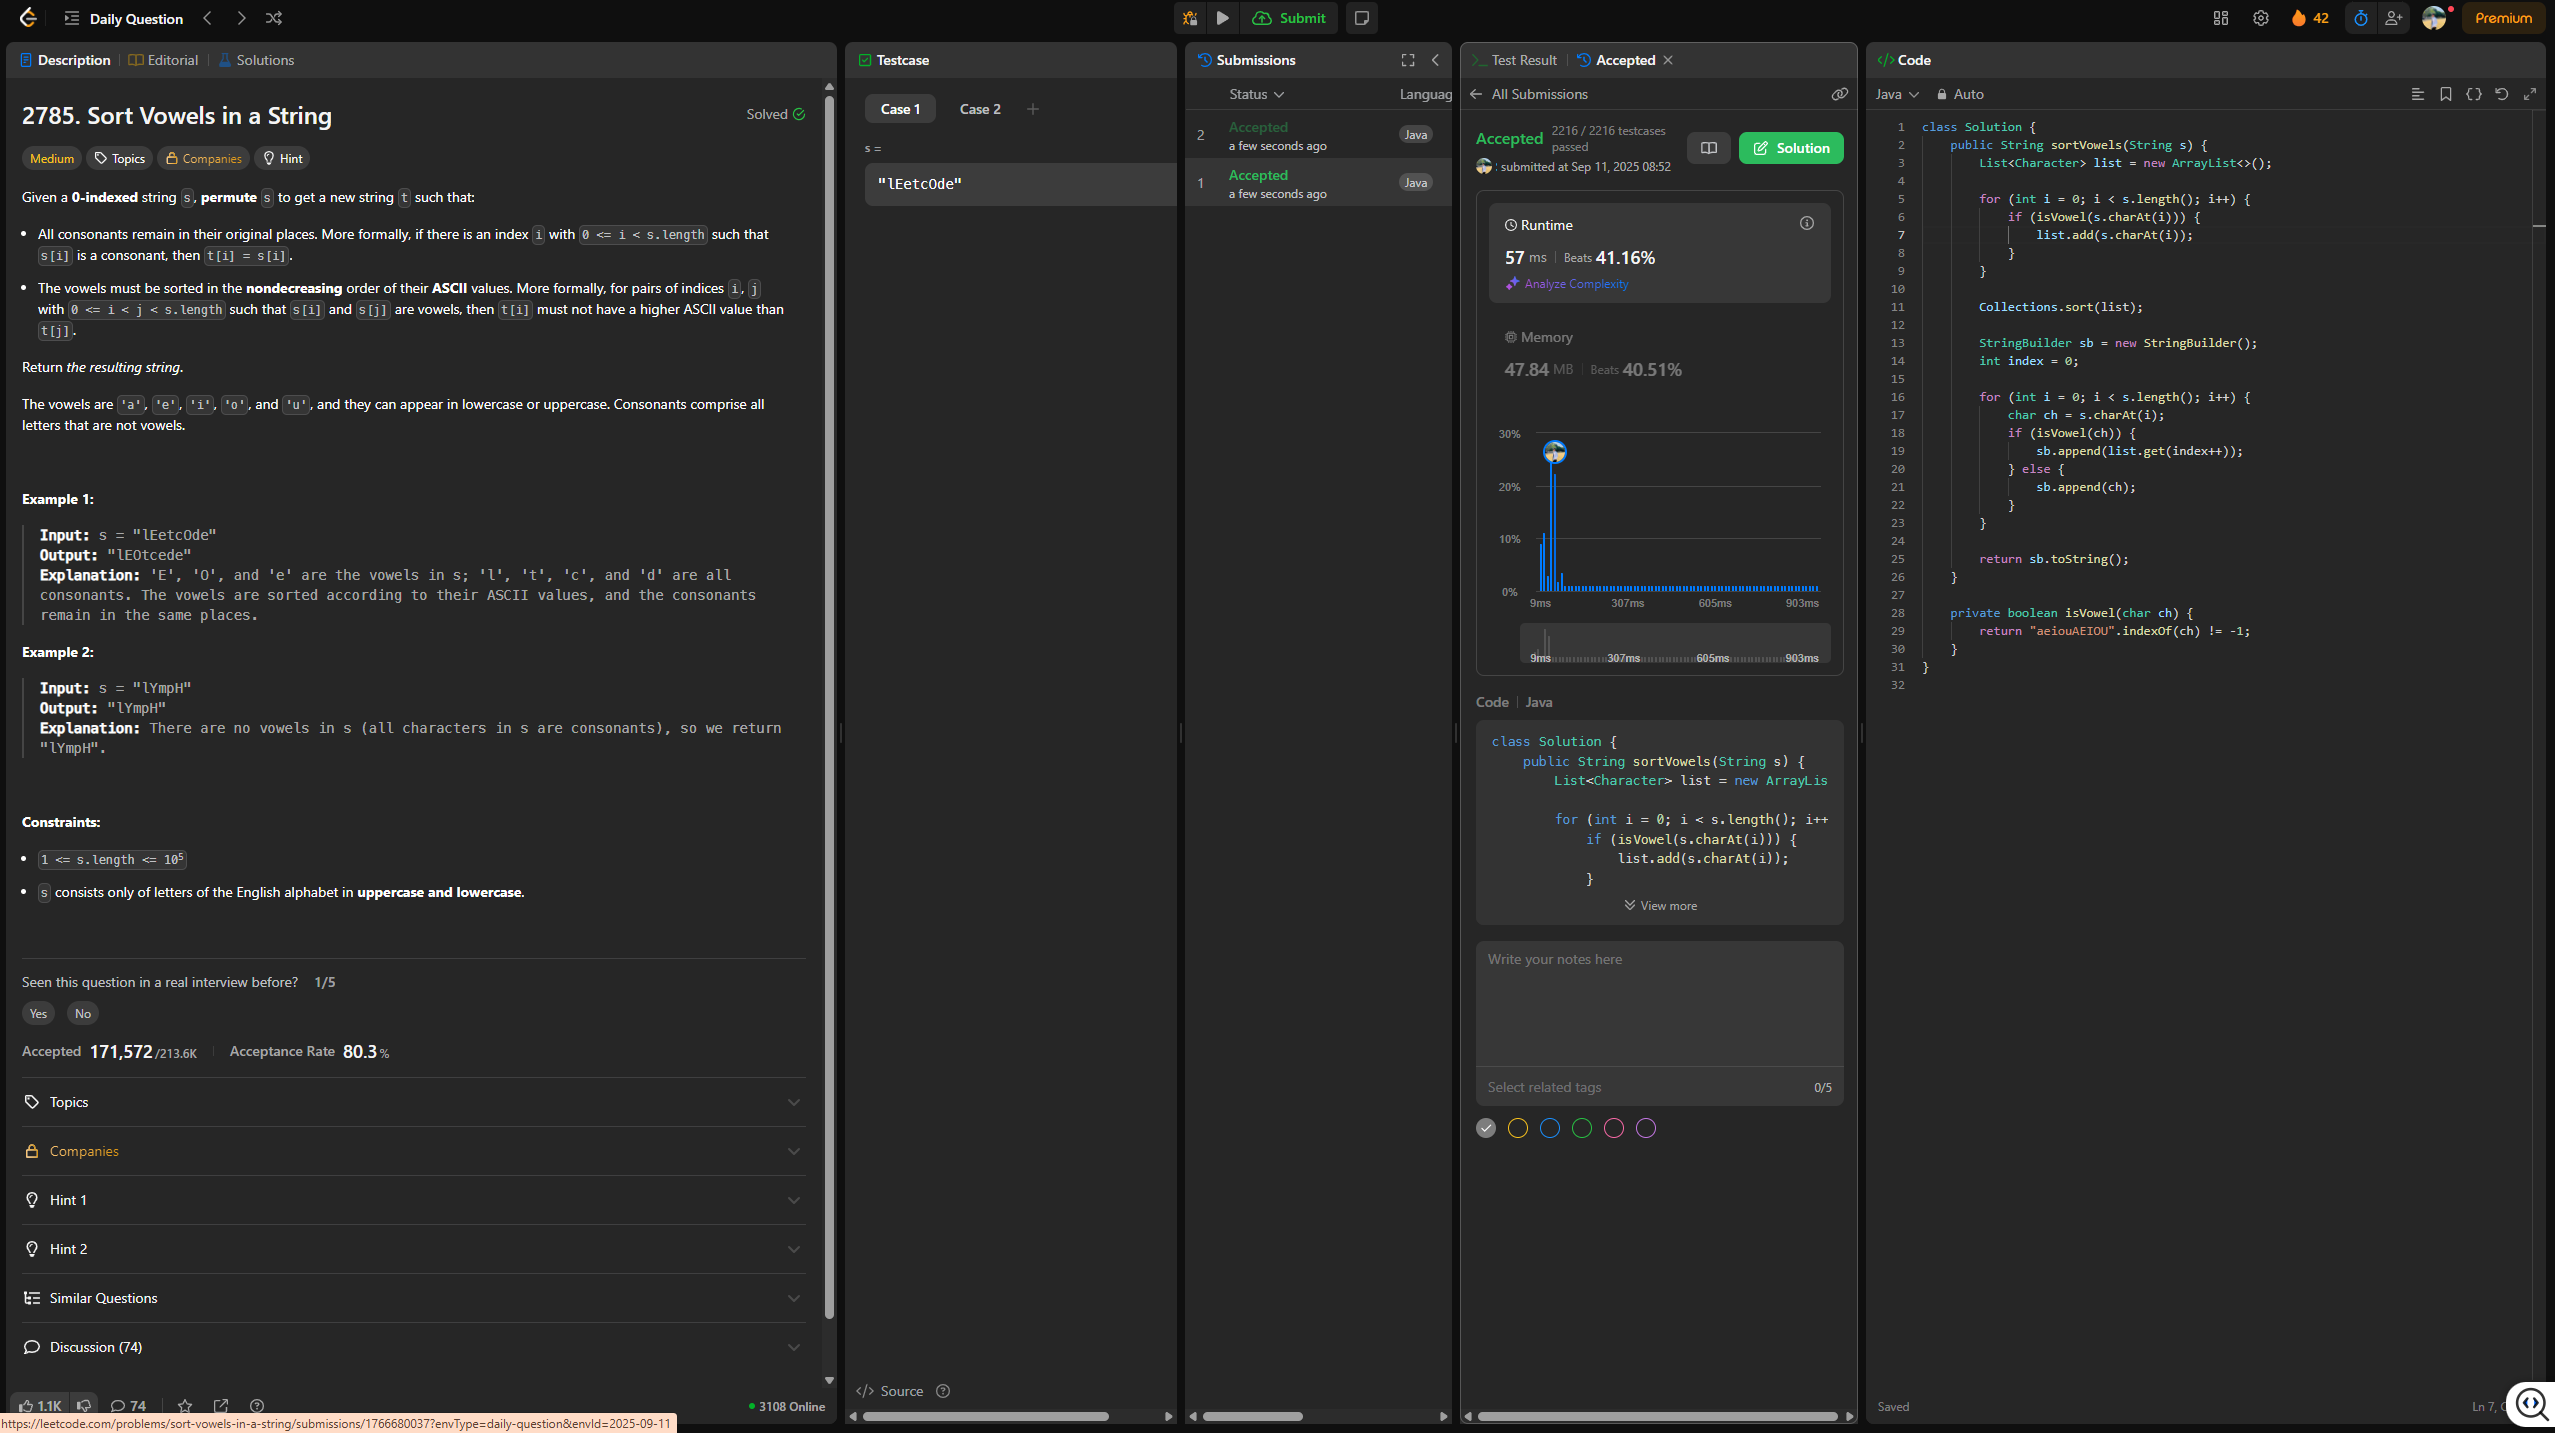 Daily Question
Submit
42
Premium
Description
Editorial
Solutions
2785. Sort Vowels in a String
Solved
Medium
Topics
Companies
Hint
Given a 0-indexed string s, permute s to get a new string t such that:
All consonants remain in their original places. More formally, if there is an index i with 0 <= i < s.length such that
s[i] is a consonant, then t[i] = s[i].
The vowels must be sorted in the nondecreasing order of their ASCII values. More formally, for pairs of indices i, j
with 0 <= i < j < s.length such that s[i] and s[j] are vowels, then t[i] must not have a higher ASCII value than
t[j].
Return the resulting string.
The vowels are 'a', 'e', 'i', 'o', and 'u', and they can appear in lowercase or uppercase. Consonants comprise all
letters that are not vowels.
Example 1:
Input: s = "lEetcOde"
Output: "lEOtcede"
Explanation: 'E', 'O', and 'e' are the vowels in s; 'l', 't', 'c', and 'd' are all
consonants. The vowels are sorted according to their ASCII values, and the consonants
remain in the same places.
Example 2:
Input: s = "lYmpH"
Output: "lYmpH"
Explanation: There are no vowels in s (all characters in s are consonants), so we return
"lYmpH".
Constraints:
1 <= s.length <= 10⁵
s consists only of letters of the English alphabet in uppercase and lowercase.
Seen this question in a real interview before? 1/5
Yes
No
Accepted 171,572/213.6K
Acceptance Rate 80.3%
Topics
Companies
Hint 1
Hint 2
Similar Questions
Discussion (74)
1.1K
74
3108 Online
https://leetcode.com/problems/sort-vowels-in-a-string/submissions/1766680037?envType=daily-question&envId=2025-09-11
Testcase
Case 1
Case 2
s =
"lEetcOde"
Source
Submissions
Status
Languag
2
Accepted
a few seconds ago
Java
1
Accepted
a few seconds ago
Java
Test Result
Accepted
All Submissions
Accepted
2216 / 2216 testcases
passed
submitted at Sep 11, 2025 08:52
Solution
Runtime
57 ms
Beats 41.16%
Analyze Complexity
Memory
47.84 MB
Beats 40.51%
30%
20%
10%
0%
9ms
307ms
605ms
903ms
9ms
307ms
605ms
903ms
Code
Java
class Solution {
public String sortVowels(String s) {
List<Character> list = new ArrayLis
for (int i = 0; i < s.length(); i++
if (isVowel(s.charAt(i))) {
list.add(s.charAt(i));
}
View more
Write your notes here
Select related tags
0/5
Code
Java
Auto
1 class Solution {
2 public String sortVowels(String s) {
3 List<Character> list = new ArrayList<>();
4
5 for (int i = 0; i < s.length(); i++) {
6 if (isVowel(s.charAt(i))) {
7 list.add(s.charAt(i));
8 }
9 }
10
11 Collections.sort(list);
12
13 StringBuilder sb = new StringBuilder();
14 int index = 0;
15
16 for (int i = 0; i < s.length(); i++) {
17 char ch = s.charAt(i);
18 if (isVowel(ch)) {
19 sb.append(list.get(index++));
20 } else {
21 sb.append(ch);
22 }
23 }
24
25 return sb.toString();
26 }
27
28 private boolean isVowel(char ch) {
29 return "aeiouAEIOU".indexOf(ch) != -1;
30 }
31 }
32
Saved
Ln 7,